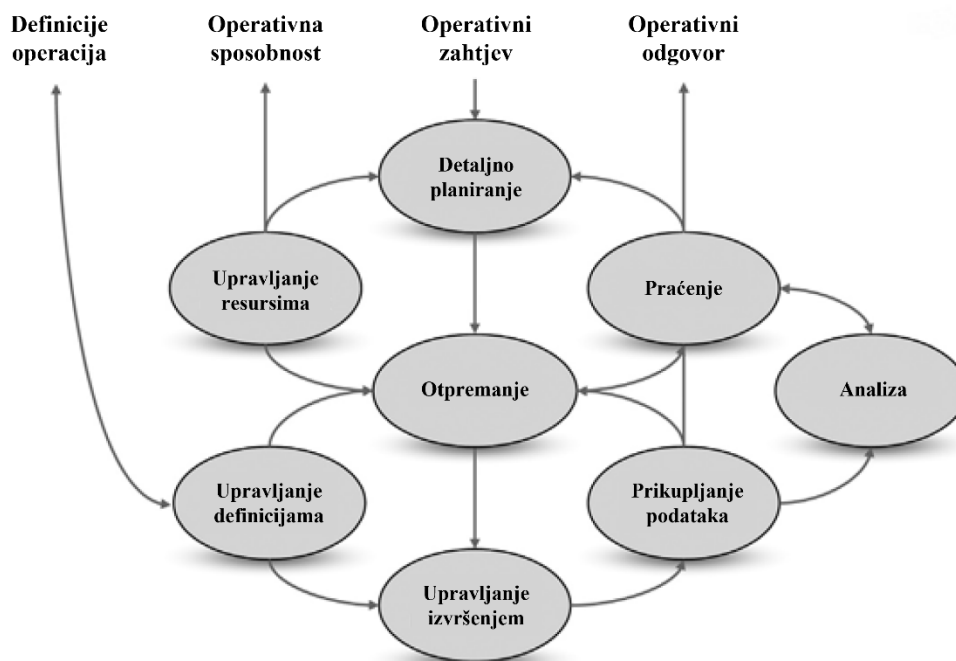 Definicije
operacija
Operativna
sposobnost
Operativni
zahtjev
Operativni
odgovor
Detaljno
planiranje
Upravljanje
resursima
Praćenje
Otpremanje
Analiza
Upravljanje
definicijama
Prikupljanje
podataka
Upravljanje
izvršenjem